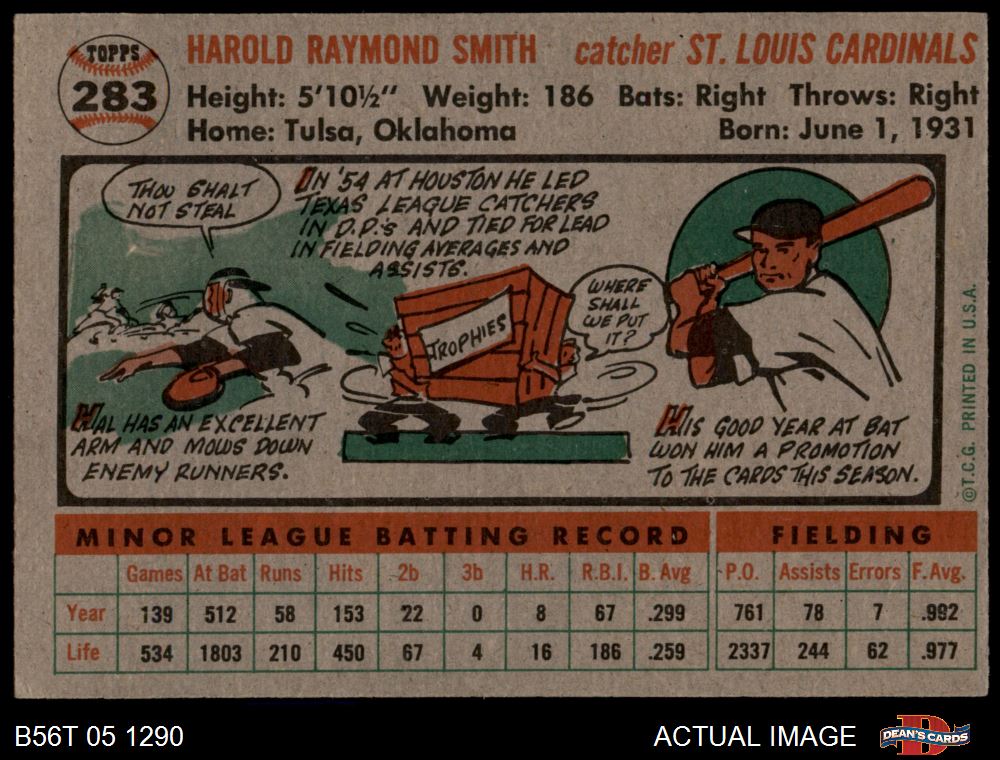 TOPPS
283
HAROLD RAYMOND SMITH catcher ST. LOUIS CARDINALS
Height: 5'10½" Weight: 186 Bats: Right Throws: Right
Home: Tulsa, Oklahoma Born: June 1, 1931
THOU SHALT
NOT STEAL
IN '54 AT HOUSTON HE LED
TEXAS LEAGUE CATCHERS
IN D.P.'s AND TIED FOR LEAD
IN FIELDING AVERAGES AND
ASSISTS.
TROPHIES
WHERE
SHALL
WE PUT
IT?
HAL HAS AN EXCELLENT
ARM AND MOWS DOWN
ENEMY RUNNERS.
HIS GOOD YEAR AT BAT
WON HIM A PROMOTION
TO THE CARDS THIS SEASON.
©T.C.G. PRINTED IN U.S.A.
MINOR LEAGUE BATTING RECORD FIELDING
Games At Bat Runs Hits 2b 3b H.R. R.B.I. B. Avg P.O. Assists Errors F. Avg.
Year 139 512 58 153 22 0 8 67 .299 761 78 7 .992
Life 534 1803 210 450 67 4 16 186 .259 2337 244 62 .977
B56T 05 1290 ACTUAL IMAGE DEAN'S CARDS